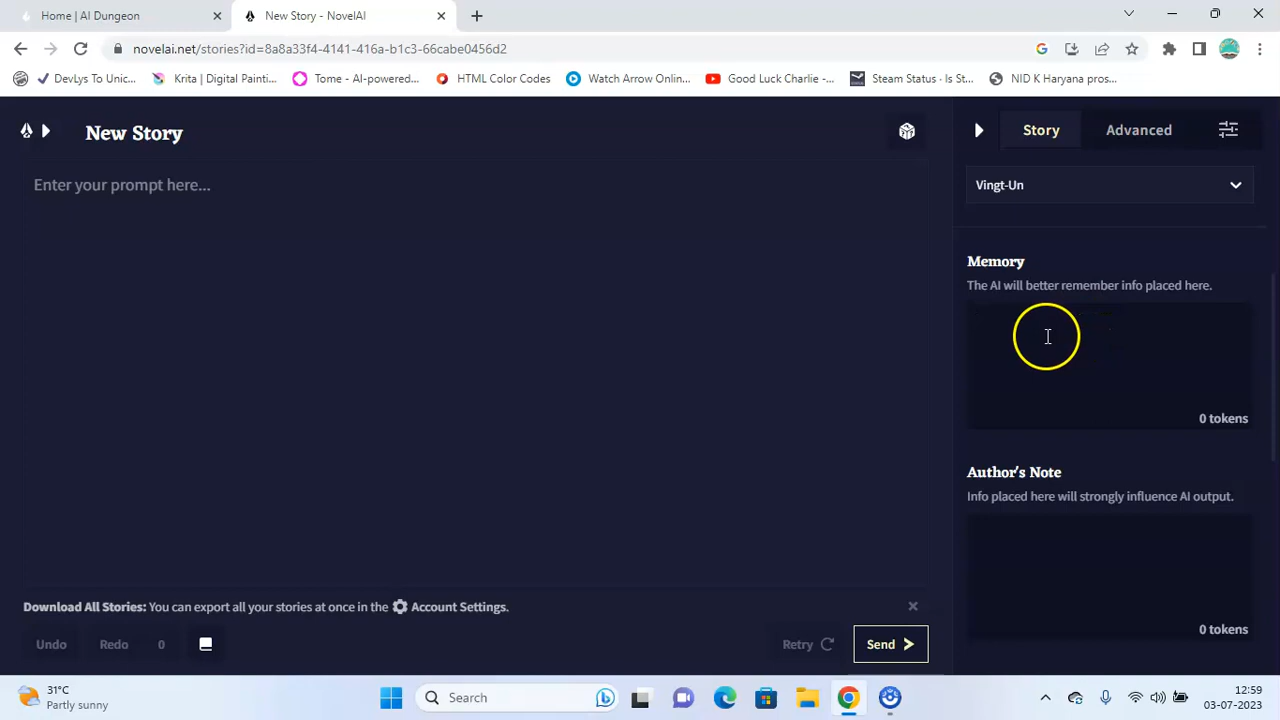 Home | AI Dungeon
New Story - NovelAI
novelai.net/stories?id=8a8a33f4-4141-416a-b1c3-66cabe0456d2
DevLys To Unic...
Krita | Digital Painti...
Tome - AI-powered...
HTML Color Codes
Watch Arrow Onlin...
Good Luck Charlie -...
Steam Status · Is St...
NID K Haryana pros...
New Story
Story
Advanced
Enter your prompt here...
Vingt-Un
Memory
The AI will better remember info placed here.
0 tokens
Author's Note
Info placed here will strongly influence AI output.
0 tokens
Download All Stories: You can export all your stories at once in the Account Settings.
Undo
Redo
0
Retry
Send
31°C
Partly sunny
Search
12:59
03-07-2023